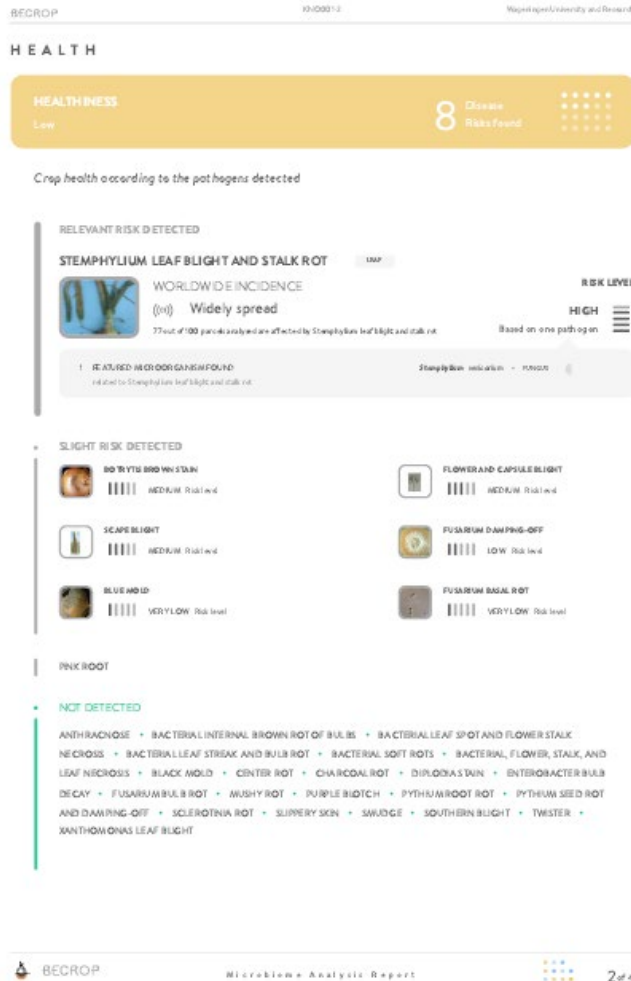 BECROP
KNO0001-2
Wageningen University and Research
HEALTH
HEALTHINESS
Low
8 Disease
Risks found
Crop health according to the pathogens detected
RELEVANT RISK DETECTED
STEMPHYLIUM LEAF BLIGHT AND STALK ROT LEAF
WORLDWIDE INCIDENCE
Widely spread
77 out of 100 parcels analyzed are affected by Stemphylium leaf blight and stalk rot
RISK LEVEL
HIGH
Based on one pathogen
! FEATURED MICROORGANISM FOUND
related to Stemphylium leaf blight and stalk rot
Stemphylium vesicarium - FUNGUS
SLIGHT RISK DETECTED
BOTRYTIS BROWN STAIN
MEDIUM Risk level
FLOWER AND CAPSULE BLIGHT
MEDIUM Risk level
SCAPE BLIGHT
MEDIUM Risk level
FUSARIUM DAMPING-OFF
LOW Risk level
BLUE MOLD
VERY LOW Risk level
FUSARIUM BASAL ROT
VERY LOW Risk level
PINK ROOT
NOT DETECTED
ANTHRACNOSE • BACTERIAL INTERNAL BROWN ROT OF BULBS • BACTERIAL LEAF SPOT AND FLOWER STALK
NECROSIS • BACTERIAL LEAF STREAK AND BULB ROT • BACTERIAL SOFT ROTS • BACTERIAL, FLOWER, STALK, AND
LEAF NECROSIS • BLACK MOLD • CENTER ROT • CHARCOAL ROT • DIPLODIA STAIN • ENTEROBACTER BULB
DECAY • FUSARIUM BULB ROT • MUSHY ROT • PURPLE BLOTCH • PYTHIUM ROOT ROT • PYTHIUM SEED ROT
AND DAMPING-OFF • SCLEROTINIA ROT • SLIPPERY SKIN • SMUDGE • SOUTHERN BLIGHT • TWISTER •
XANTHOMONAS LEAF BLIGHT
BECROP
Microbiome Analysis Report
2 of 4